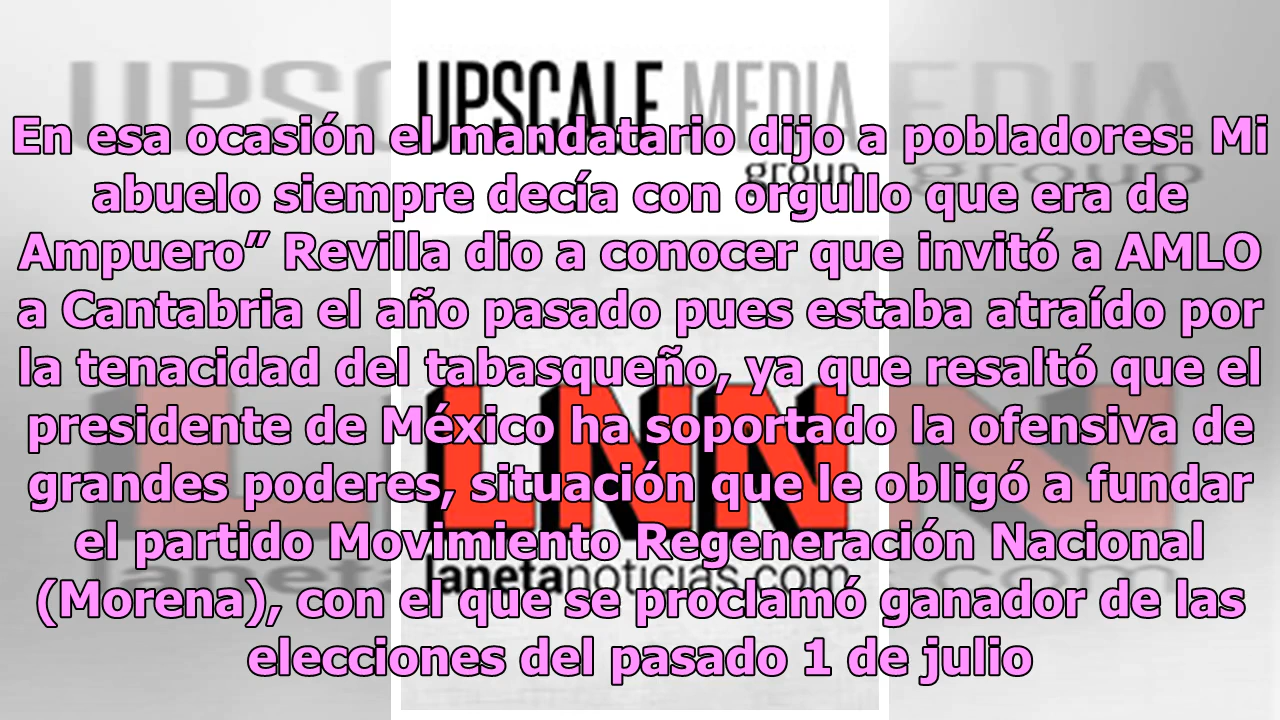 UPSCALE MEDIA
group
En esa ocasión el mandatario dijo a pobladores: Mi
abuelo siempre decía con orgullo que era de
Ampuero” Revilla dio a conocer que invitó a AMLO
a Cantabria el año pasado pues estaba atraído por
la tenacidad del tabasqueño, ya que resaltó que el
presidente de México ha soportado la ofensiva de
grandes poderes, situación que le obligó a fundar
el partido Movimiento Regeneración Nacional
(Morena), con el que se proclamó ganador de las
elecciones del pasado 1 de julio
LNN
lanetanoticias.com